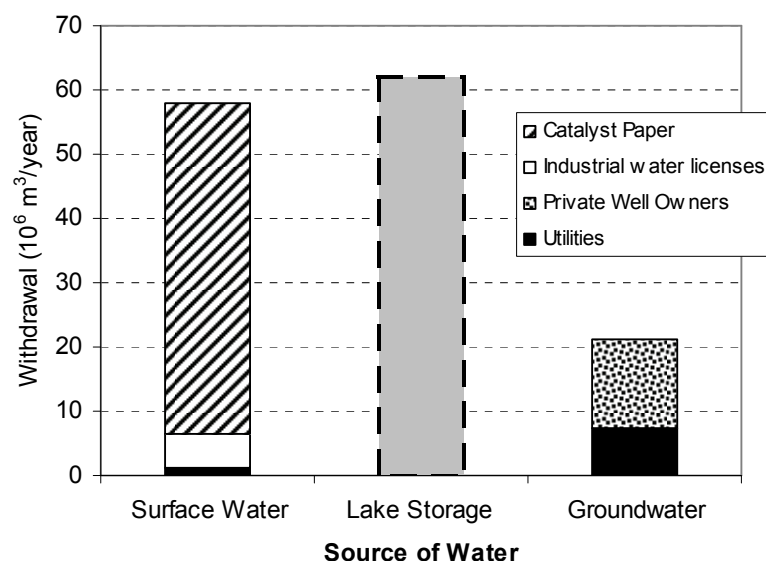 70
60
50
40
30
20
10
0
Withdrawal (10⁶ m³/year)
Catalyst Paper
Industrial water licenses
Private Well Owners
Utilities
Surface Water
Lake Storage
Groundwater
Source of Water